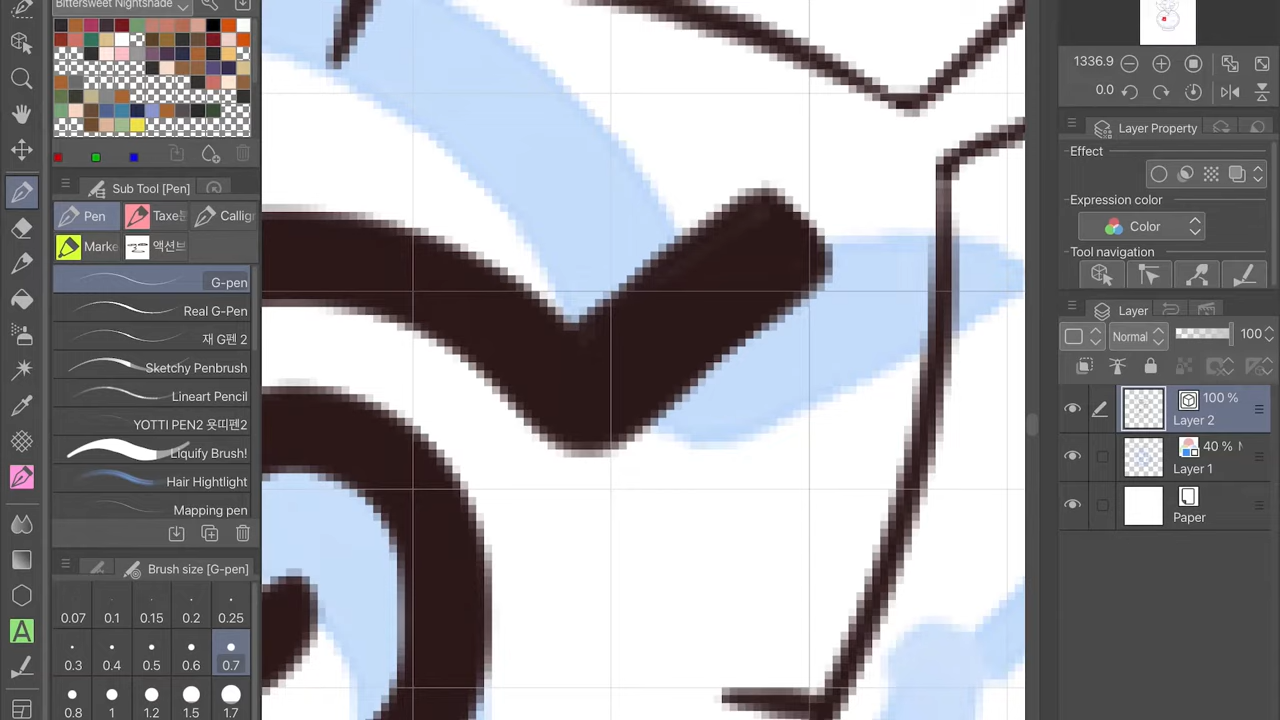 Bittersweet Nightshade
Sub Tool [Pen]
Pen
Taxe
Callig
Marke
액션브
G-pen
Real G-Pen
재 G펜 2
Sketchy Penbrush
Lineart Pencil
YOTTI PEN2 욧띠펜2
Liquify Brush!
Hair Hightlight
Mapping pen
Brush size [G-pen]
0.07 0.1 0.15 0.2 0.25
0.3 0.4 0.5 0.6 0.7
0.8 1 1.2 1.5 1.7
A
1336.9
0.0
Layer Property
Effect
Expression color
Color
Tool navigation
Layer
Normal 100
100 %
Layer 2
40 %
Layer 1
Paper